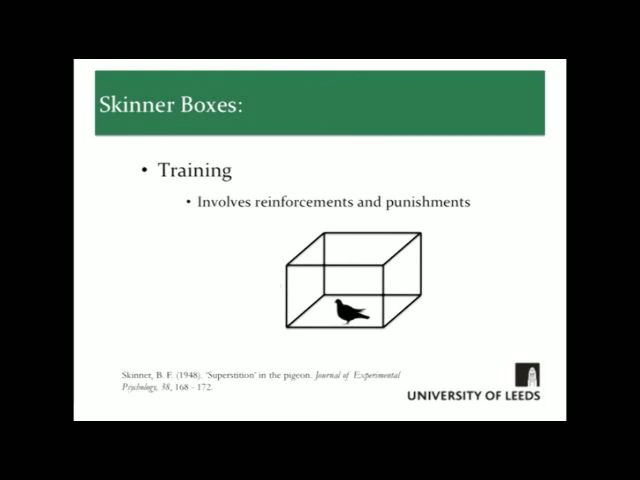 Skinner Boxes:
• Training
• Involves reinforcements and punishments
Skinner, B. F. (1948). 'Superstition' in the pigeon. Journal of Experimental
Psychology, 38, 168 - 172.
UNIVERSITY OF LEEDS